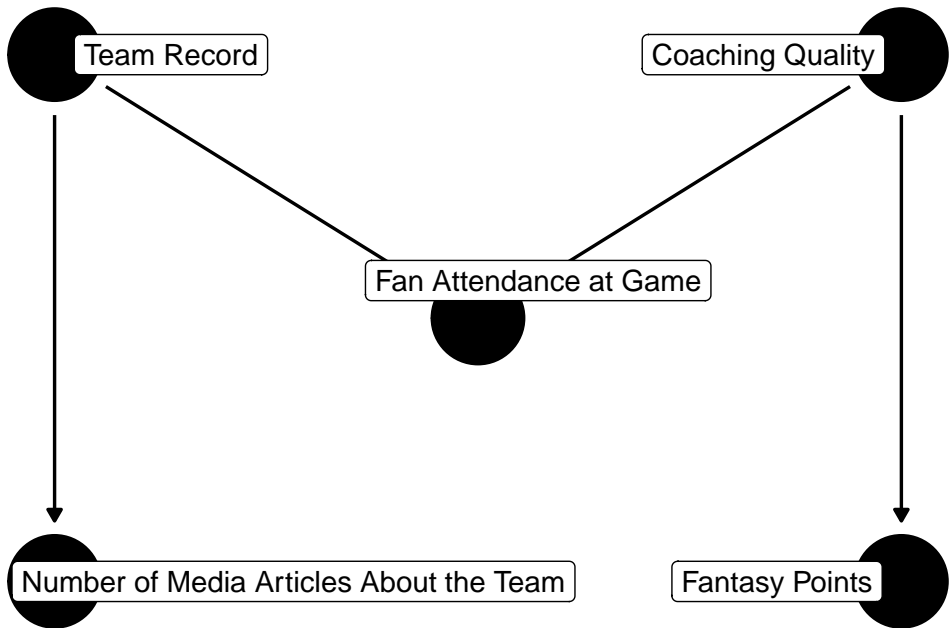 Team Record
Coaching Quality
Fan Attendance at Game
Number of Media Articles About the Team
Fantasy Points